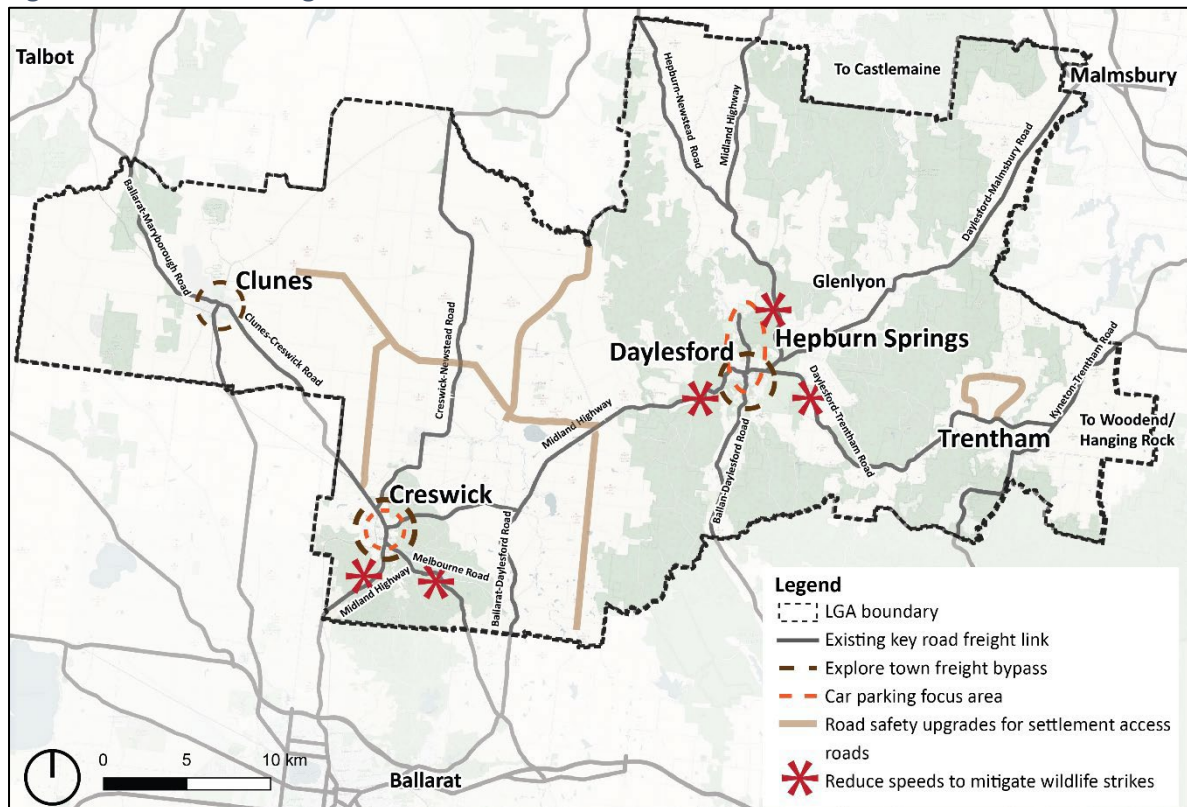 Talbot
To Castlemaine
Malmsbury
Hepburn-Newstead Road
Midland Highway
Daylesford-Malmsbury Road
Ballarat-Maryborough Road
Clunes
Glenlyon
Clunes-Creswick Road
Creswick-Newstead Road
Hepburn Springs
Daylesford
Daylesford-Trentham Road
Kyneton-Trentham Road
Midland Highway
Trentham
To Woodend/
Hanging Rock
Ballan-Daylesford Road
Creswick
Melbourne Road
Midland Highway
Ballarat-Daylesford Road
Legend
LGA boundary
Existing key road freight link
Explore town freight bypass
Car parking focus area
Road safety upgrades for settlement access
roads
Reduce speeds to mitigate wildlife strikes
0 5 10 km
Ballarat